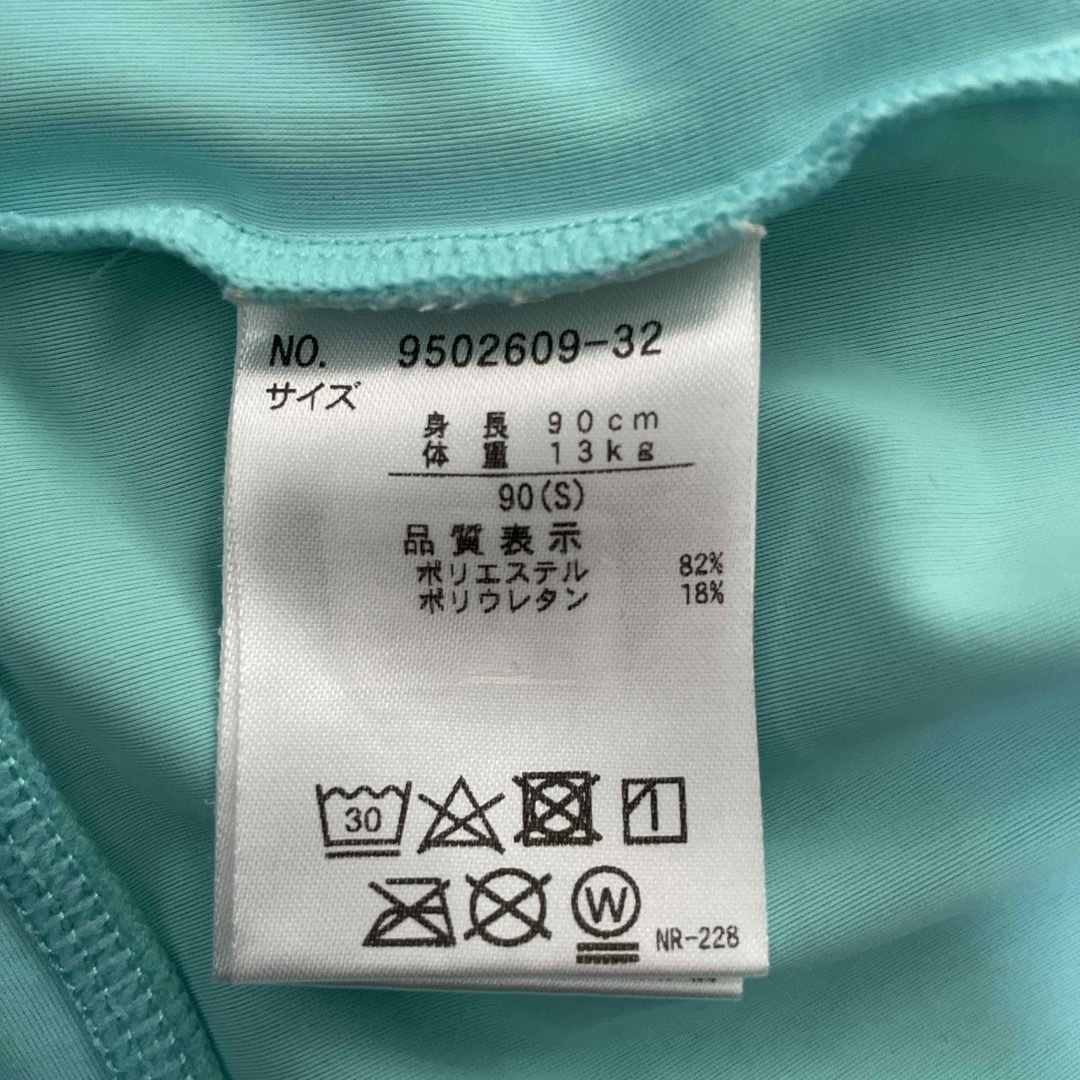 NO. 9502609-32
サイズ
身長 90cm
体重 13kg
90(S)
品質表示
ポリエステル 82%
ポリウレタン 18%
30
W
NR-228